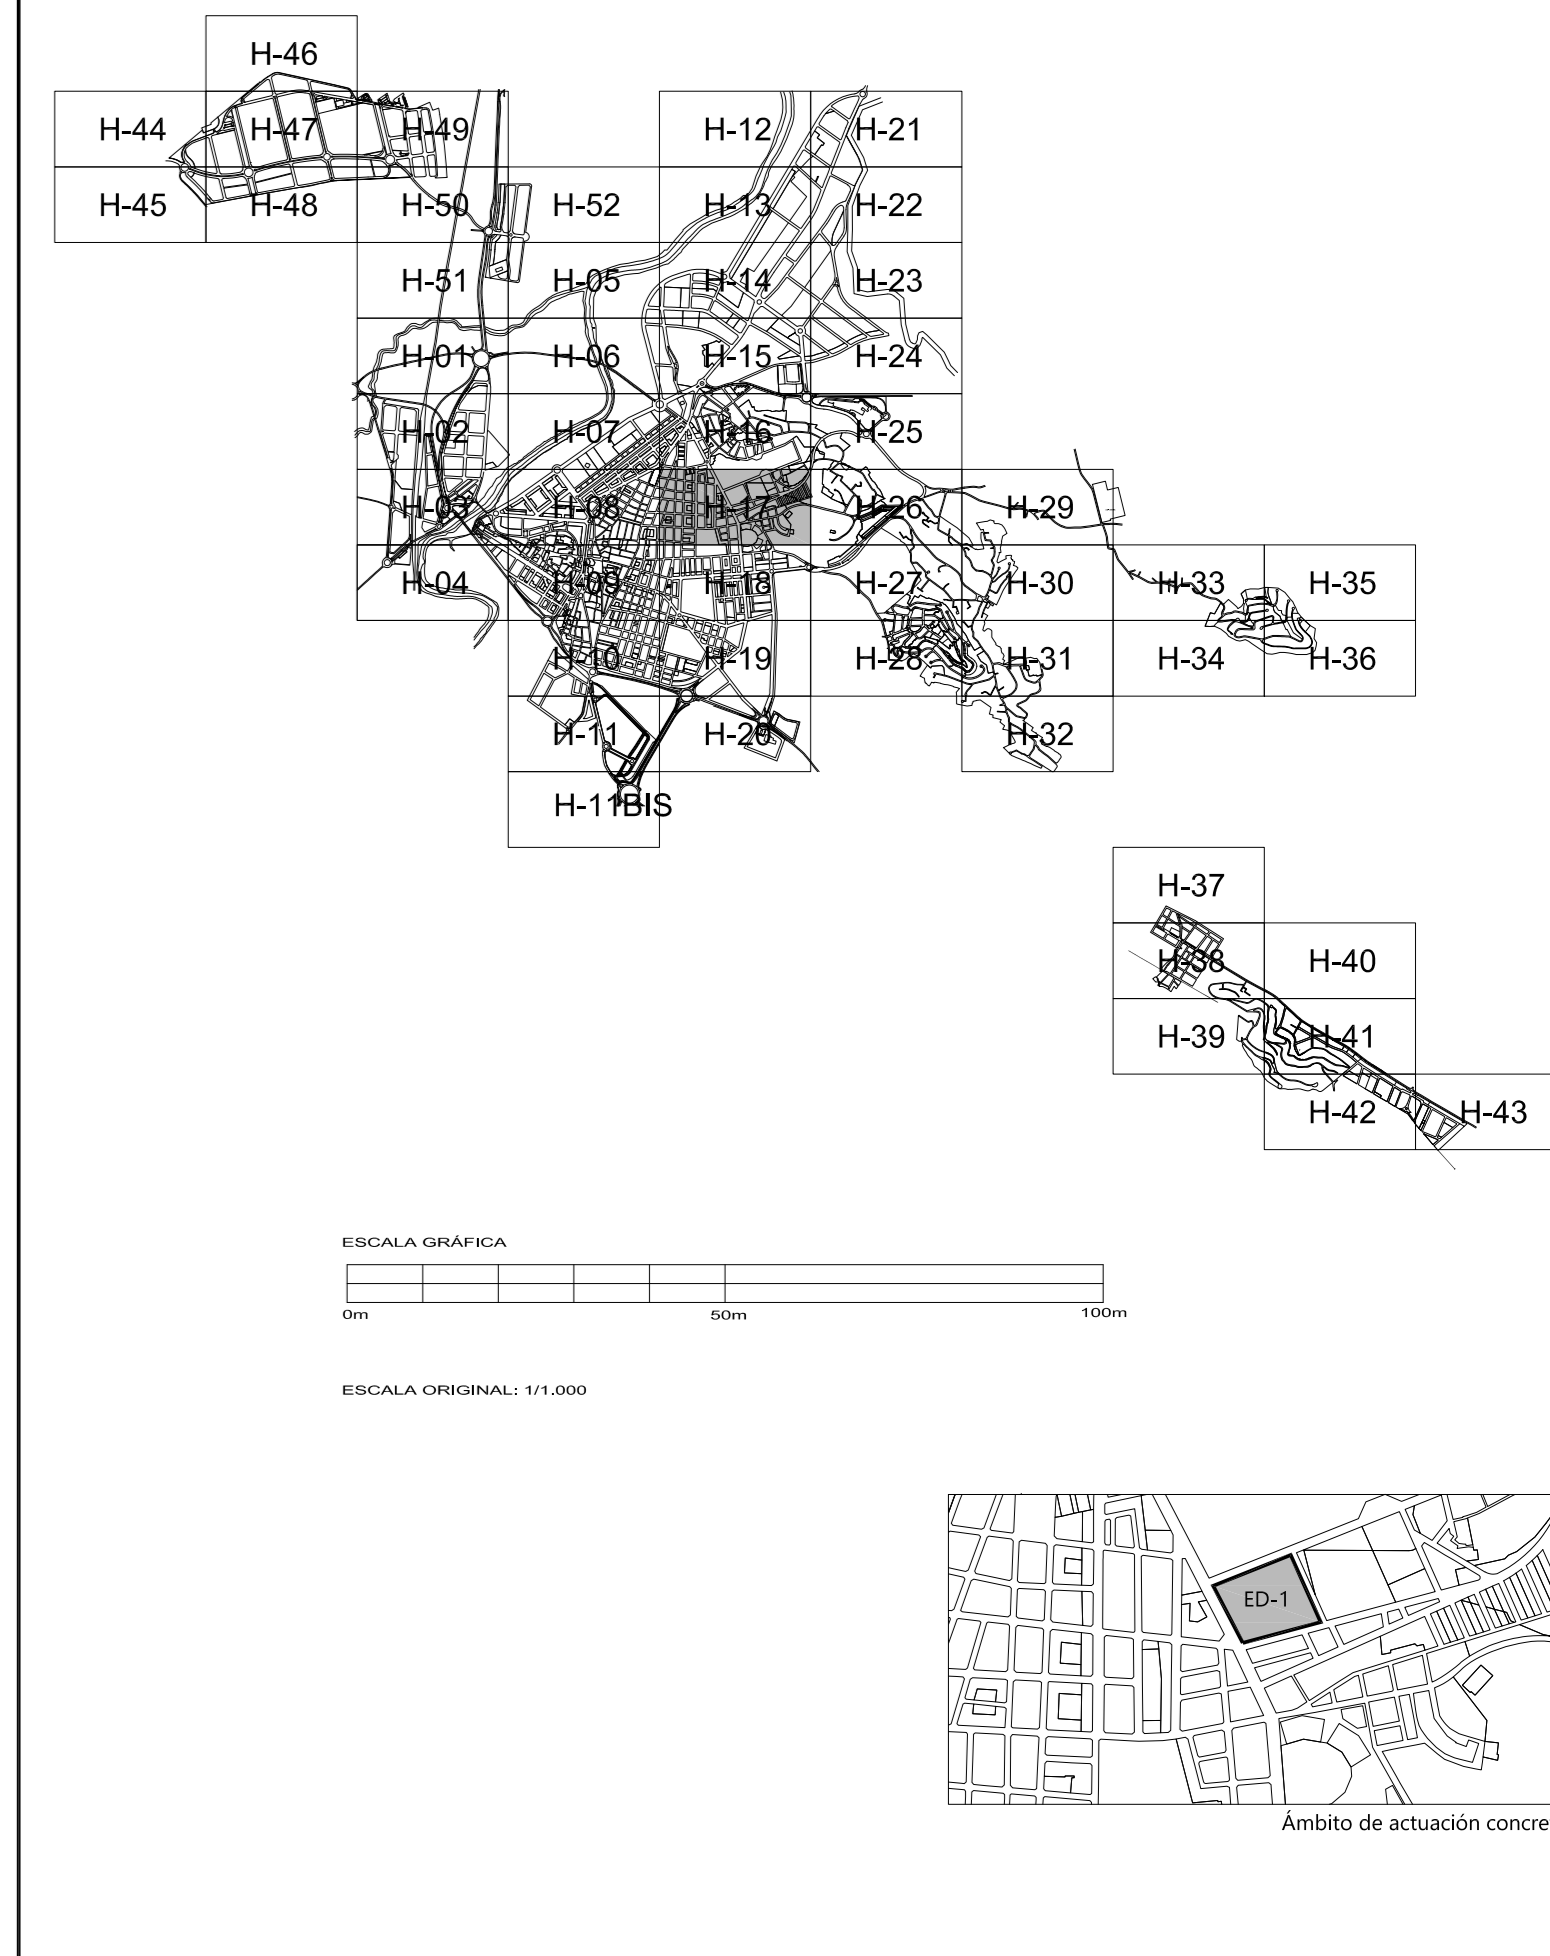 H-46
H-44 H-47 H-49 H-12 H-21
H-45 H-48 H-50 H-52 H-13 H-22
H-51 H-05 H-14 H-23
H-01 H-06 H-15 H-24
H-02 H-07 H-16 H-25
H-03 H-08 H-17 H-26 H-29
H-04 H-09 H-18 H-27 H-30 H-33 H-35
H-10 H-19 H-28 H-31 H-34 H-36
H-11 H-20 H-32
H-11BIS
H-37
H-38 H-40
H-39 H-41
H-42 H-43
ESCALA GRÁFICA
0m 50m 100m
ESCALA ORIGINAL: 1/1.000
ED-1
Ámbito de actuación concre